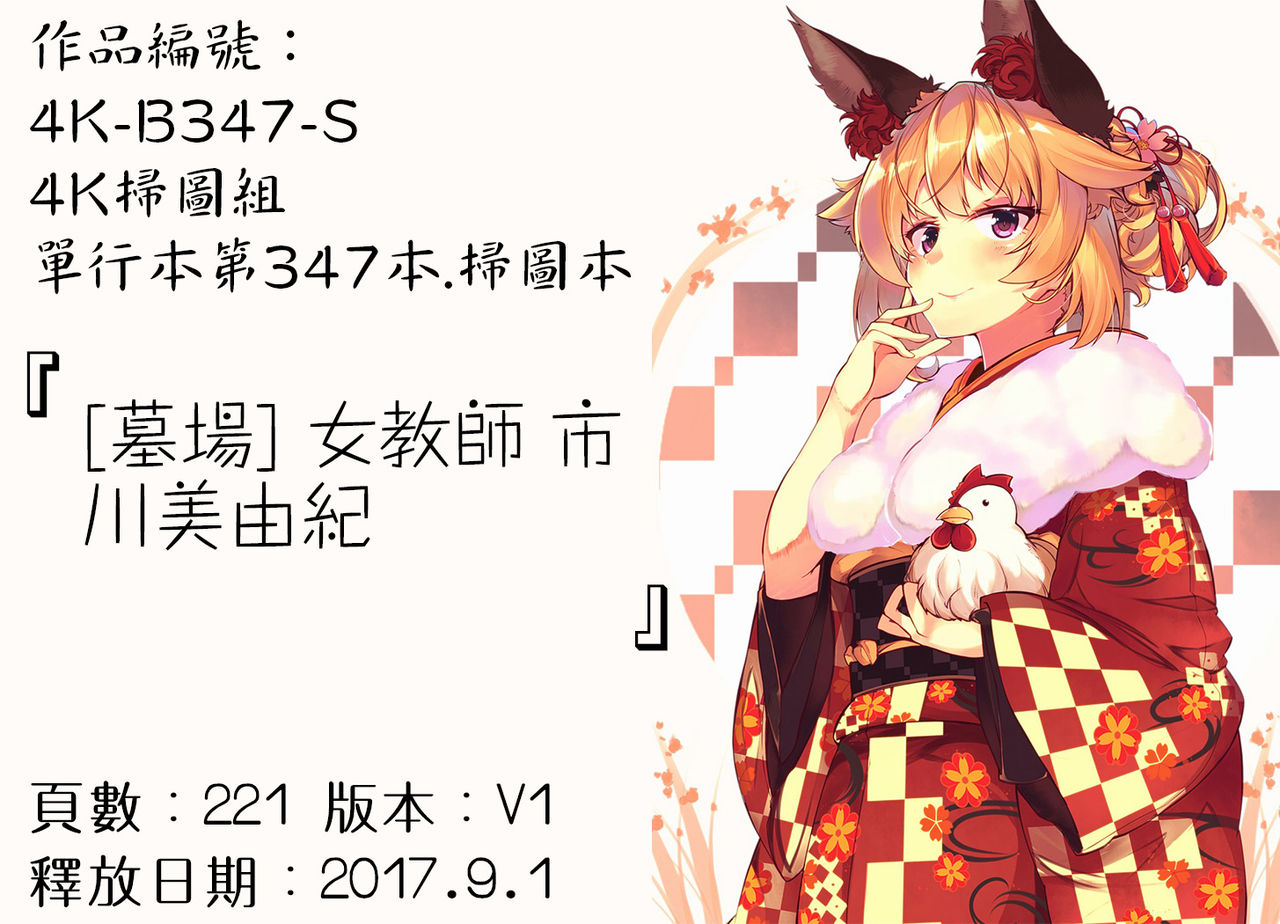 作品編號：
4K-B347-S
4K掃圖組
單行本第347本.掃圖本
『
[墓場] 女教師 市
川美由紀
』
頁數：221 版本：V1
釋放日期：2017.9.1